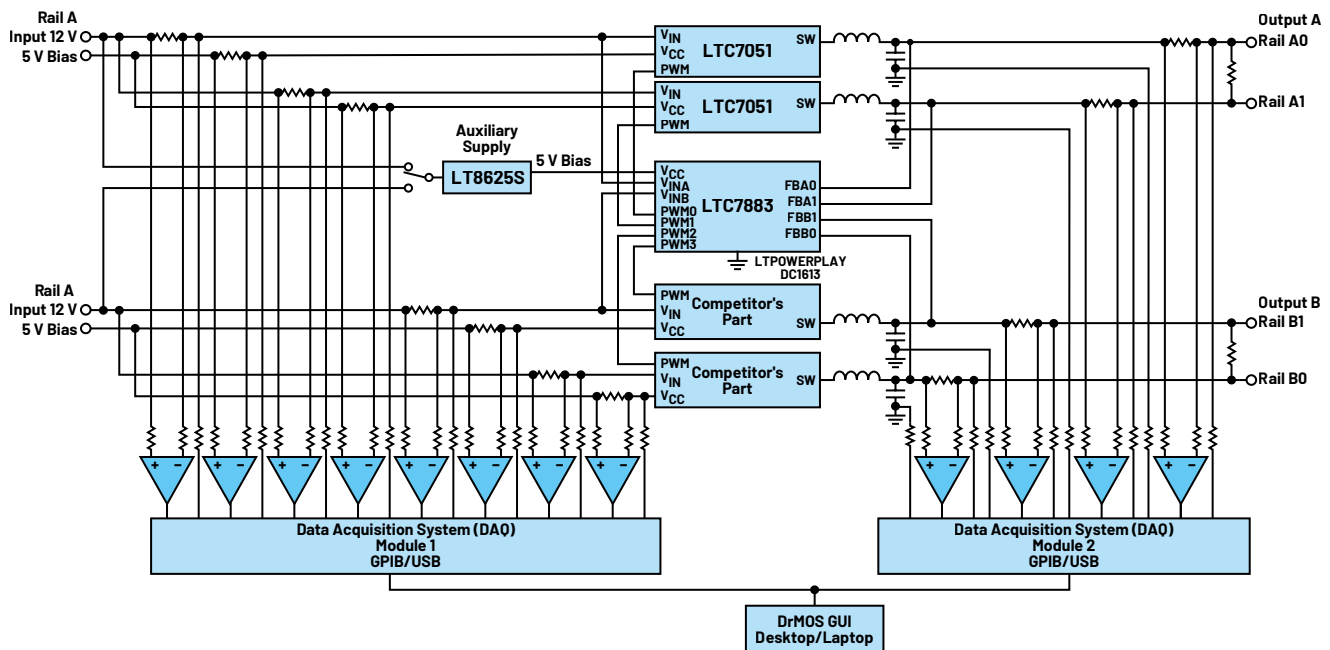 Rail A
Input 12 V
5 V Bias
VIN
VCC
PWM
LTC7051
SW
Output A
Rail A0
VIN
VCC
PWM
LTC7051
SW
Rail A1
Auxiliary
Supply
LT8625S
5 V Bias
VCC
VINA
VINB
PWM0
PWM1
PWM2
PWM3
LTC7883
FBA0
FBA1
FBB1
FBB0
LTPOWERPLAY
DC1613
Rail A
Input 12 V
5 V Bias
PWM
VIN
VCC
Competitor's
Part
SW
Output B
Rail B1
PWM
VIN
VCC
Competitor's
Part
SW
Rail B0
+ −
+ −
+ −
+ −
+ −
+ −
+ −
+ −
+ −
+ −
+ −
+ −
Data Acquisition System (DAQ)
Module 1
GPIB/USB
Data Acquisition System (DAQ)
Module 2
GPIB/USB
DrMOS GUI
Desktop/Laptop